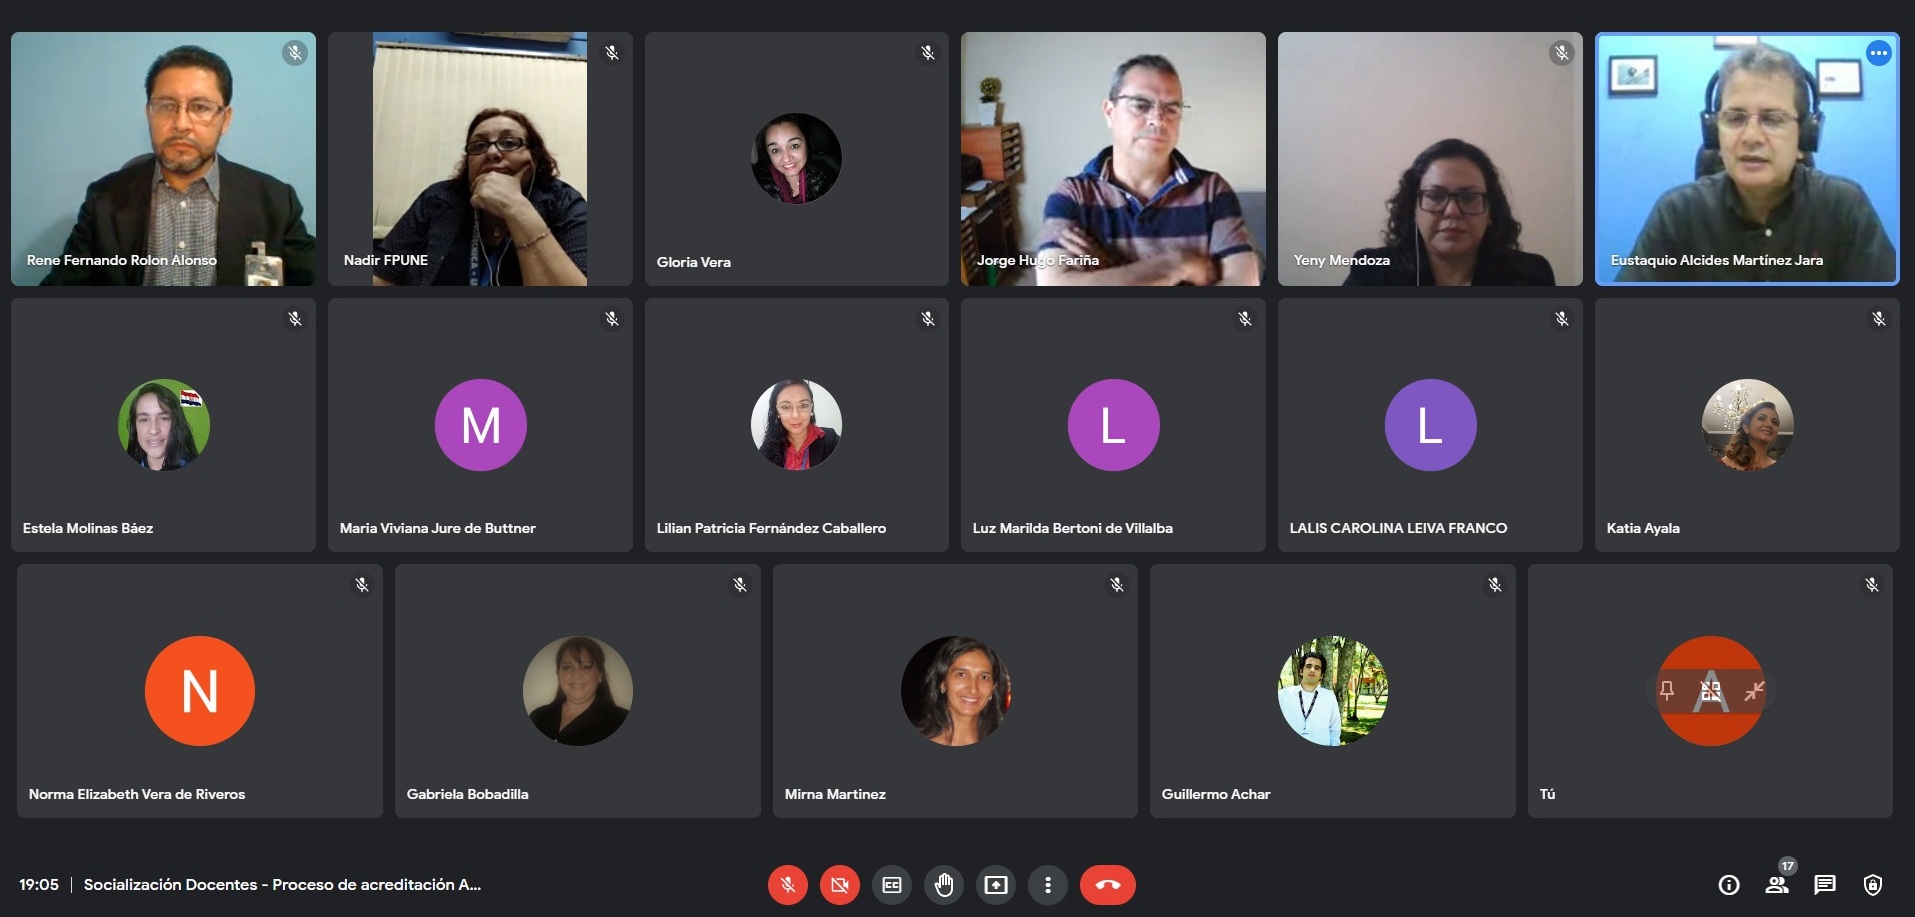 Rene Fernando Rolon Alonso
Nadir FPUNE
Gloria Vera
Jorge Hugo Fariña
Yeny Mendoza
Eustaquio Alcides Martínez Jara
Estela Molinas Báez
M
Maria Viviana Jure de Buttner
Lilian Patricia Fernández Caballero
L
Luz Marilda Bertoni de Villalba
L
LALIS CAROLINA LEIVA FRANCO
Katia Ayala
N
Norma Elizabeth Vera de Riveros
Gabriela Bobadilla
Mirna Martinez
Guillermo Achar
A
Tú
19:05 | Socialización Docentes - Proceso de acreditación A...
CC
17